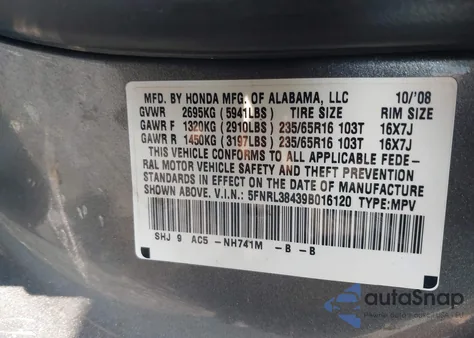 MFD. BY HONDA MFG. OF ALABAMA, LLC 10/'08
GVWR 2695KG (5941LBS) TIRE SIZE RIM SIZE
GAWR F 1320KG (2910LBS) 235/65R16 103T 16X7J
GAWR R 1450KG (3197LBS) 235/65R16 103T 16X7J
THIS VEHICLE CONFORMS TO ALL APPLICABLE FEDE-
RAL MOTOR VEHICLE SAFETY AND THEFT PREVENTION
STANDARDS IN EFFECT ON THE DATE OF MANUFACTURE
SHOWN ABOVE. V.I.N.: 5FNRL38439B016120 TYPE:MPV
SHJ 9 AC5 -NH741M -B -B
autoSnap